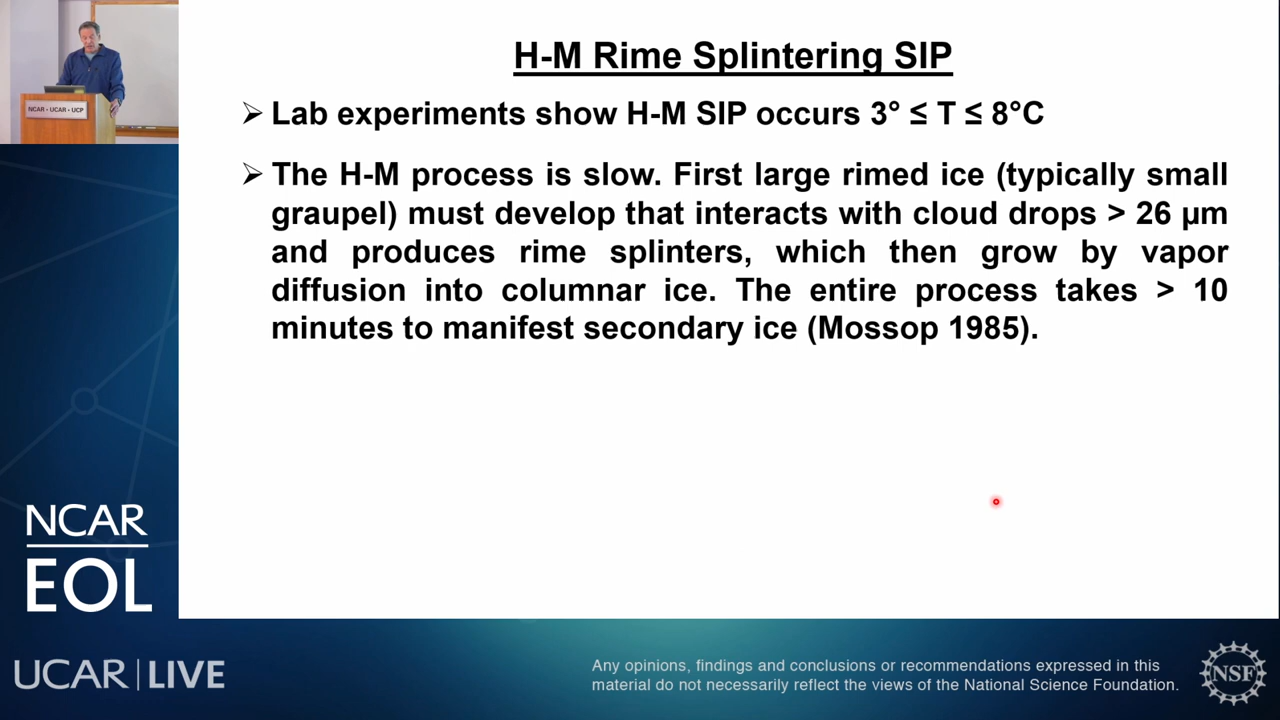 H-M Rime Splintering SIP
➢ Lab experiments show H-M SIP occurs 3° ≤ T ≤ 8°C
➢ The H-M process is slow. First large rimed ice (typically small
graupel) must develop that interacts with cloud drops > 26 µm
and produces rime splinters, which then grow by vapor
diffusion into columnar ice. The entire process takes > 10
minutes to manifest secondary ice (Mossop 1985).
NCAR • UCAR • UCP
NCAR
EOL
UCAR | LIVE
Any opinions, findings and conclusions or recommendations expressed in this
material do not necessarily reflect the views of the National Science Foundation.
NSF